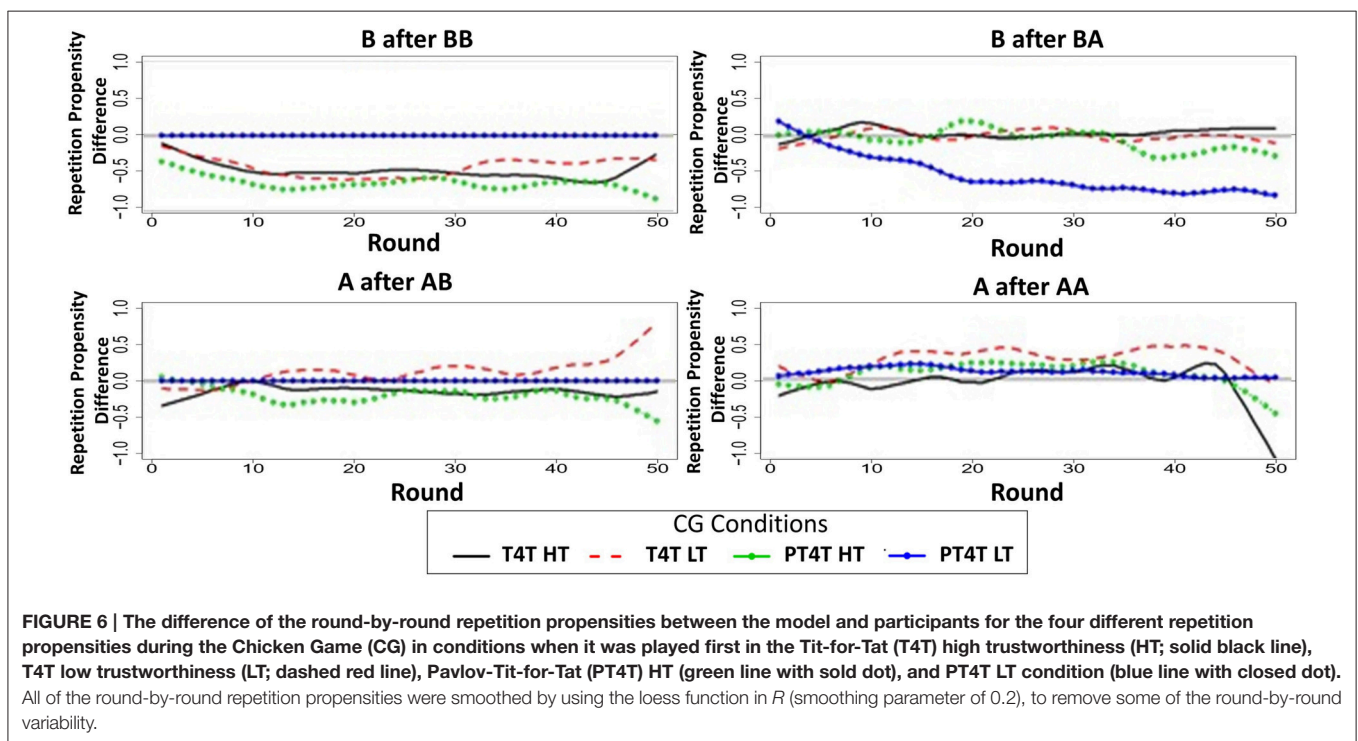 B after BB
B after BA
Repetition Propensity
Difference
1.0
0.5
0.0
-0.5
-1.0
0 10 20 30 40 50
Round
Repetition Propensity
Difference
1.0
0.5
0.0
-0.5
-1.0
0 10 20 30 40 50
Round
A after AB
A after AA
Repetition Propensity
Difference
1.0
0.5
0.0
-0.5
-1.0
0 10 20 30 40 50
Round
Repetition Propensity
Difference
1.0
0.5
0.0
-0.5
-1.0
0 10 20 30 40 50
Round
CG Conditions
T4T HT T4T LT PT4T HT PT4T LT
FIGURE 6 | The difference of the round-by-round repetition propensities between the model and participants for the four different repetition
propensities during the Chicken Game (CG) in conditions when it was played first in the Tit-for-Tat (T4T) high trustworthiness (HT; solid black line),
T4T low trustworthiness (LT; dashed red line), Pavlov-Tit-for-Tat (PT4T) HT (green line with sold dot), and PT4T LT condition (blue line with closed dot).
All of the round-by-round repetition propensities were smoothed by using the loess function in R (smoothing parameter of 0.2), to remove some of the round-by-round
variability.